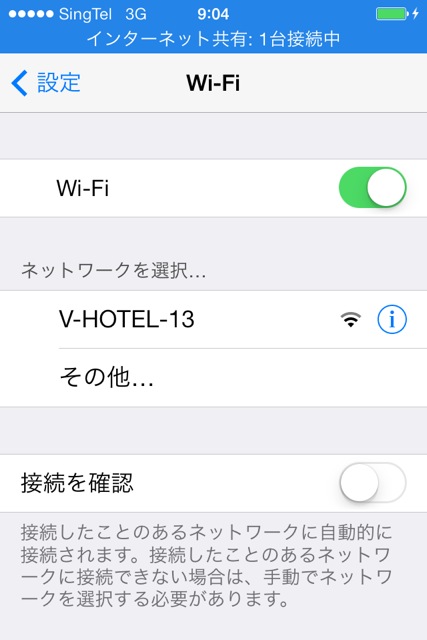 SingTel 3G 9:04
インターネット共有: 1台接続中
設定 Wi-Fi
Wi-Fi
ネットワークを選択...
V-HOTEL-13
その他...
接続を確認
接続したことのあるネットワークに自動的に
接続されます。接続したことのあるネットワ
ークに接続できない場合は、手動でネットワ
ークを選択する必要があります。